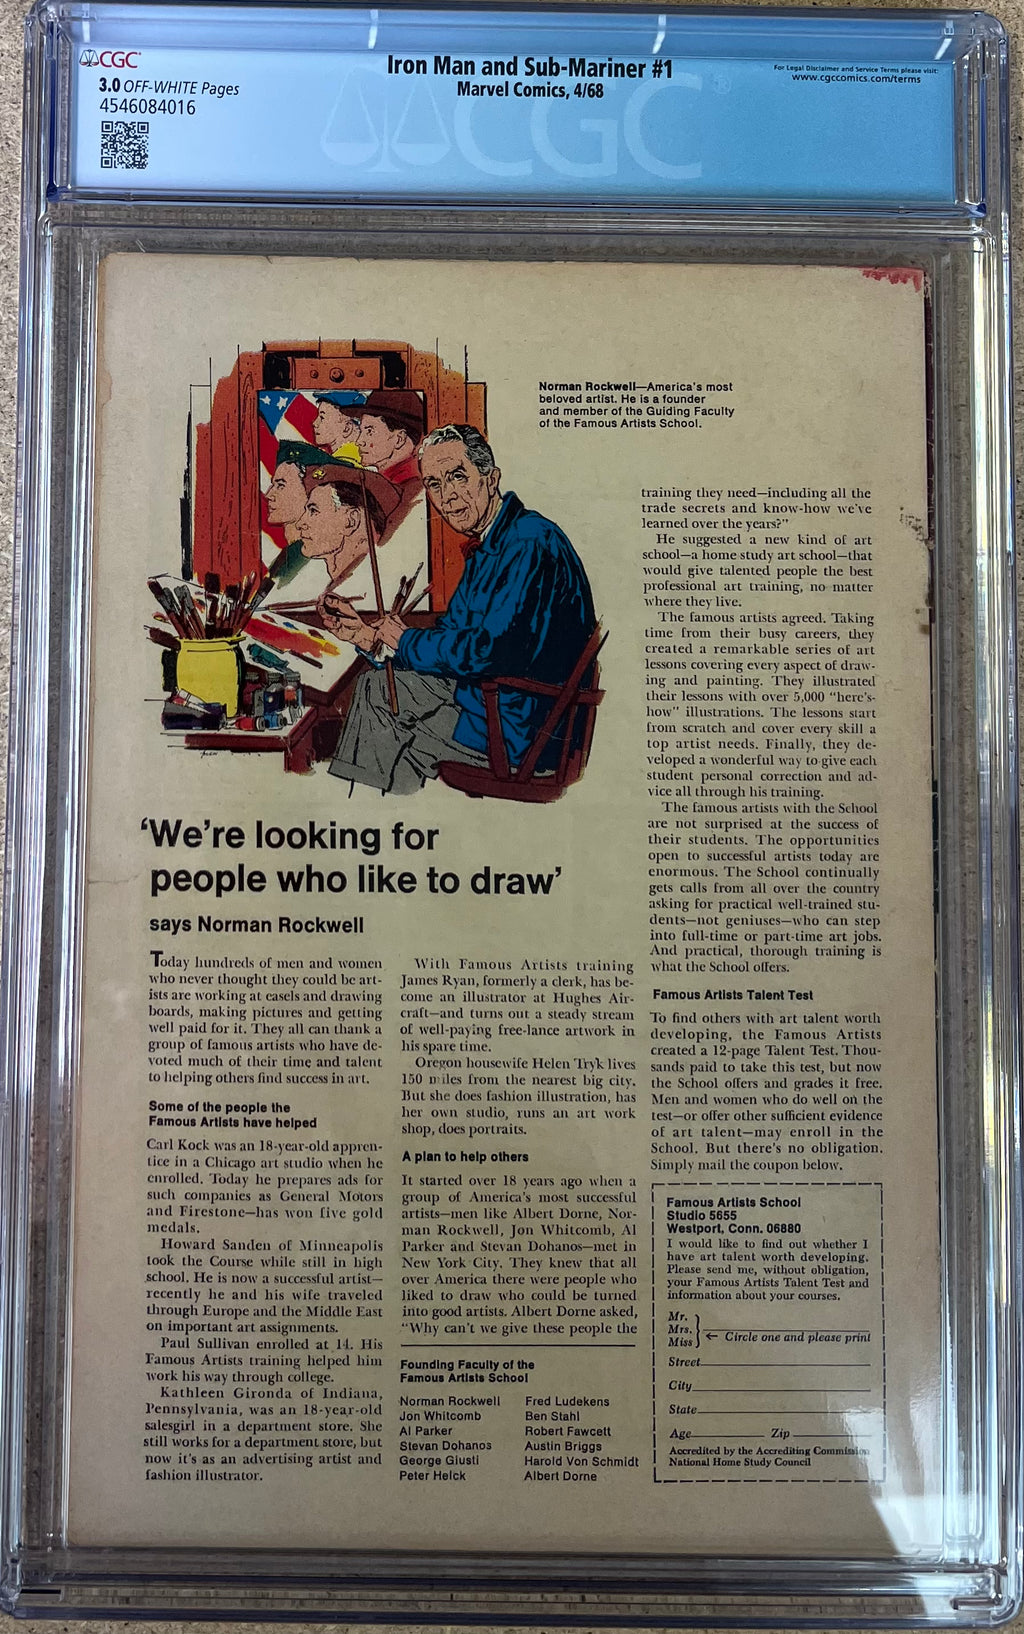 CGC
3.0 OFF-WHITE Pages
4546084016
Iron Man and Sub-Mariner #1
Marvel Comics, 4/68
For Legal Disclaimer and Service Terms please visit:
www.cgccomics.com/terms
CGC
Norman Rockwell—America's most
beloved artist. He is a founder
and member of the Guiding Faculty
of the Famous Artists School.
'We're looking for
people who like to draw'
says Norman Rockwell
Today hundreds of men and women
who never thought they could be art-
ists are working at easels and drawing
boards, making pictures and getting
well paid for it. They all can thank a
group of famous artists who have de-
voted much of their time and talent
to helping others find success in art.
Some of the people the
Famous Artists have helped
Carl Kock was an 18-year-old appren-
tice in a Chicago art studio when he
enrolled. Today he prepares ads for
such companies as General Motors
and Firestone—has won five gold
medals.
Howard Sanden of Minneapolis
took the Course while still in high
school. He is now a successful artist—
recently he and his wife traveled
through Europe and the Middle East
on important art assignments.
Paul Sullivan enrolled at 14. His
Famous Artists training helped him
work his way through college.
Kathleen Gironda of Indiana,
Pennsylvania, was an 18-year-old
salesgirl in a department store. She
still works for a department store, but
now it's as an advertising artist and
fashion illustrator.
With Famous Artists training
James Ryan, formerly a clerk, has be-
come an illustrator at Hughes Air-
craft—and turns out a steady stream
of well-paying free-lance artwork in
his spare time.
Oregon housewife Helen Tryk lives
150 miles from the nearest big city.
But she does fashion illustration, has
her own studio, runs an art work
shop, does portraits.
A plan to help others
It started over 18 years ago when a
group of America's most successful
artists—men like Albert Dorne, Nor-
man Rockwell, Jon Whitcomb, Al
Parker and Stevan Dohanos—met in
New York City. They knew that all
over America there were people who
liked to draw who could be turned
into good artists. Albert Dorne asked,
"Why can't we give these people the
Founding Faculty of the
Famous Artists School
Norman Rockwell
Jon Whitcomb
Al Parker
Stevan Dohanos
George Giusti
Peter Helck
Fred Ludekens
Ben Stahl
Robert Fawcett
Austin Briggs
Harold Von Schmidt
Albert Dorne
training they need—including all the
trade secrets and know-how we've
learned over the years?"
He suggested a new kind of art
school—a home study art school—that
would give talented people the best
professional art training, no matter
where they live.
The famous artists agreed. Taking
time from their busy careers, they
created a remarkable series of art
lessons covering every aspect of draw-
ing and painting. They illustrated
their lessons with over 5,000 "here's-
how" illustrations. The lessons start
from scratch and cover every skill a
top artist needs. Finally, they de-
veloped a wonderful way to give each
student personal correction and ad-
vice all through his training.
The famous artists with the School
are not surprised at the success of
their students. The opportunities
open to successful artists today are
enormous. The School continually
gets calls from all over the country
asking for practical well-trained stu-
dents—not geniuses—who can step
into full-time or part-time art jobs.
And practical, thorough training is
what the School offers.
Famous Artists Talent Test
To find others with art talent worth
developing, the Famous Artists
created a 12-page Talent Test. Thou-
sands paid to take this test, but now
the School offers and grades it free.
Men and women who do well on the
test—or offer other sufficient evidence
of art talent—may enroll in the
School. But there's no obligation.
Simply mail the coupon below.
Famous Artists School
Studio 5655
Westport, Conn. 06880
I would like to find out whether I
have art talent worth developing.
Please send me, without obligation,
your Famous Artists Talent Test and
information about your courses.
Mr.
Mrs.
Miss ← Circle one and please print
Street
City
State
Age Zip
Accredited by the Accrediting Commission
National Home Study Council